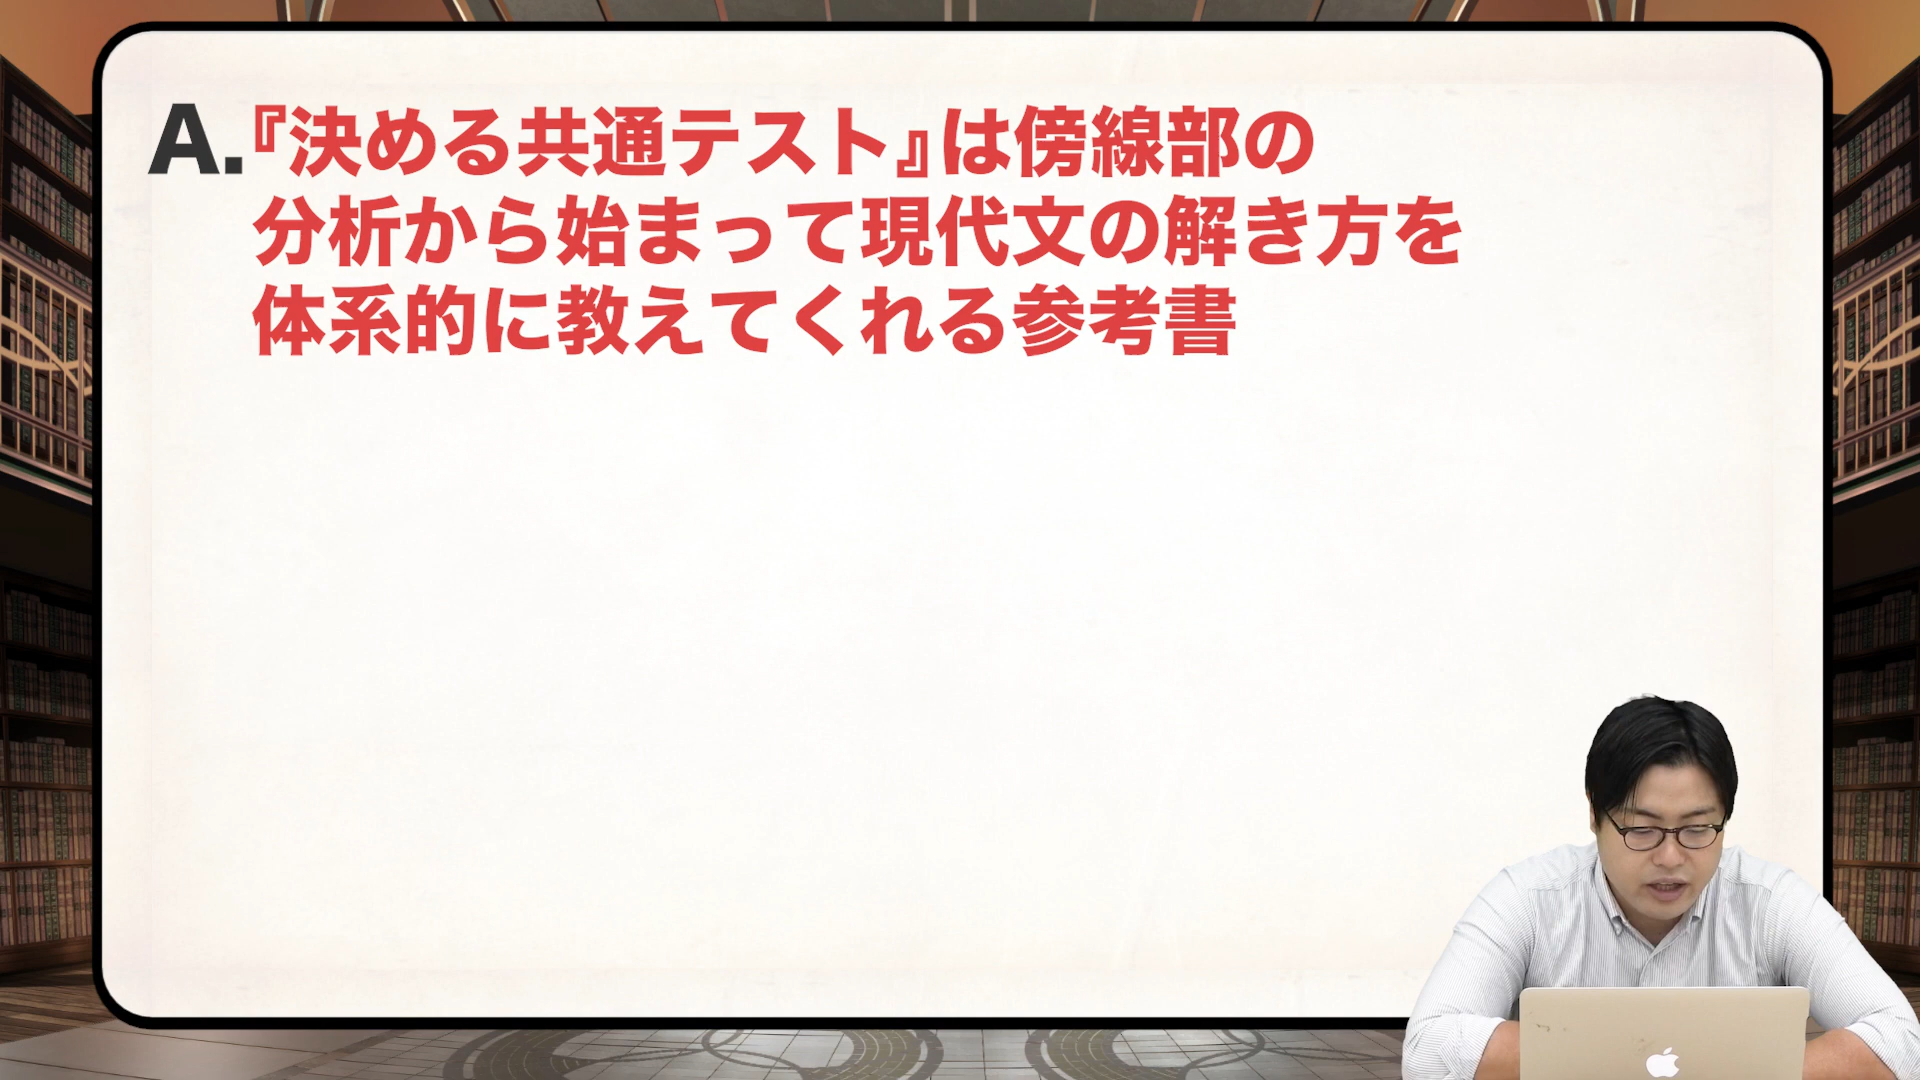 A.『決める共通テスト』は傍線部の
分析から始まって現代文の解き方を
体系的に教えてくれる参考書